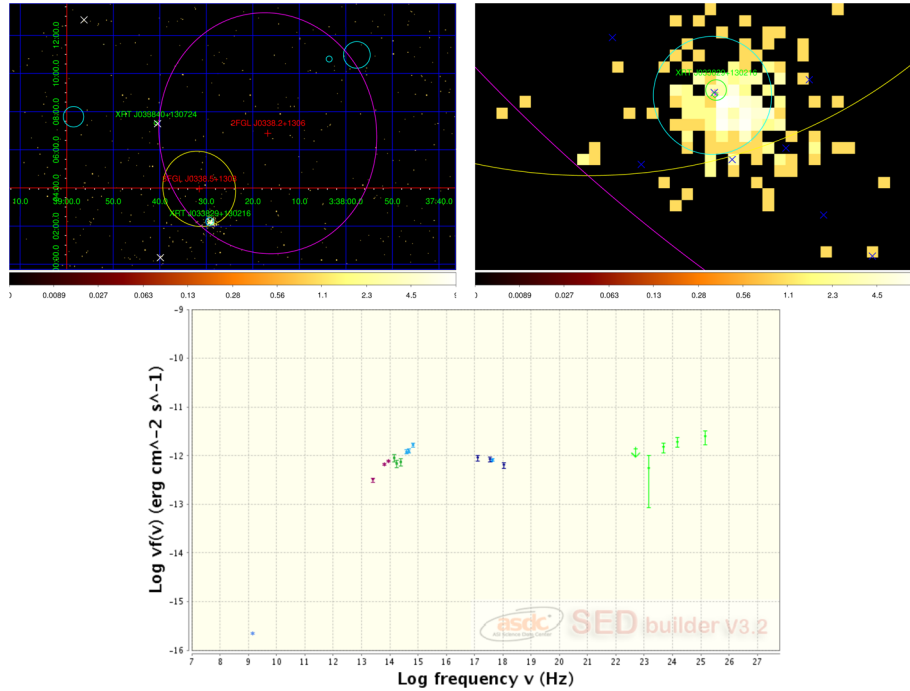 12:00.0
10:00.0
08:00.0
06:00.0
04:00.0
02:00.0
XRT J033840+130724
2FGL J0338.2+1306
XRT J033829+130216
10.0 39:00.0 50.0 40.0 30.0 20.0 10.0 3:38:00.0 50.0 37:40.0
0.0089 0.027 0.063 0.13 0.28 0.56 1.1 2.3 4.5
0.0089 0.027 0.063 0.13 0.28 0.56 1.1 2.3 4.5
Log νf(ν) (erg cm^-2 s^-1)
-9
-10
-11
-12
-13
-14
-15
-16
asdc
ASI Science Data Center
SED builder V3.2
7 8 9 10 11 12 13 14 15 16 17 18 19 20 21 22 23 24 25 26 27
Log frequency ν (Hz)